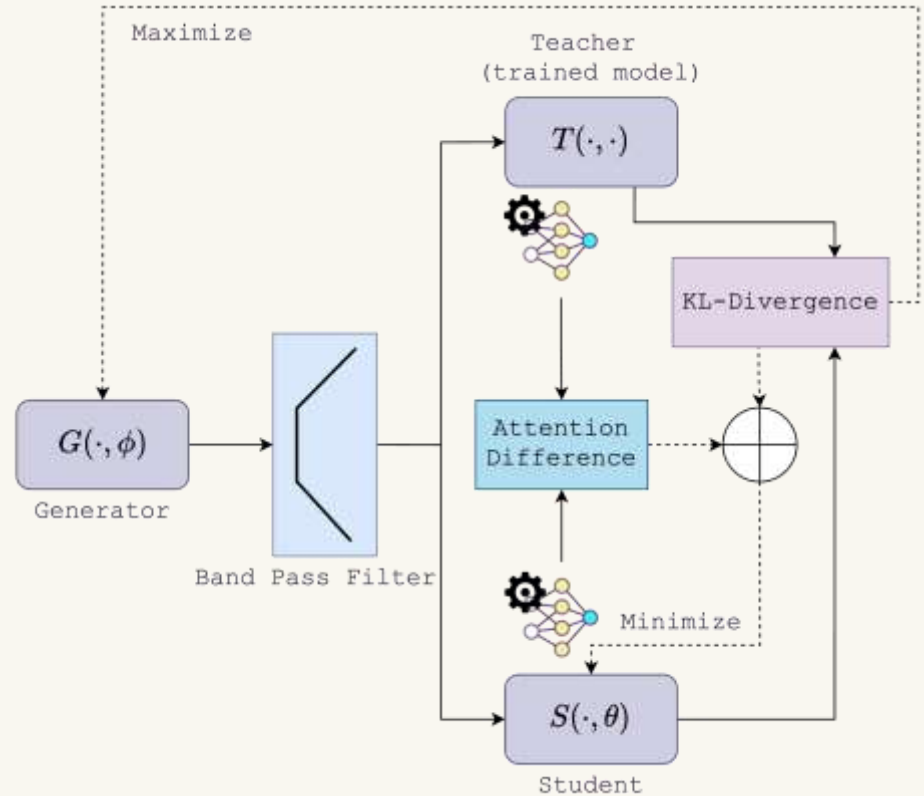 Maximize
Teacher
(trained model)
T(·,·)
KL-Divergence
G(·,ϕ)
Generator
Attention
Difference
Band Pass Filter
Minimize
S(·,θ)
Student